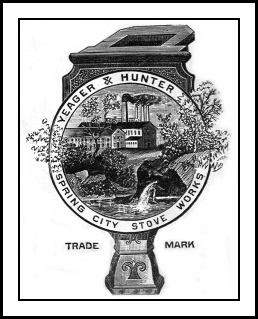 YEAGER & HUNTER
SPRING CITY STOVE WORKS
TRADE MARK